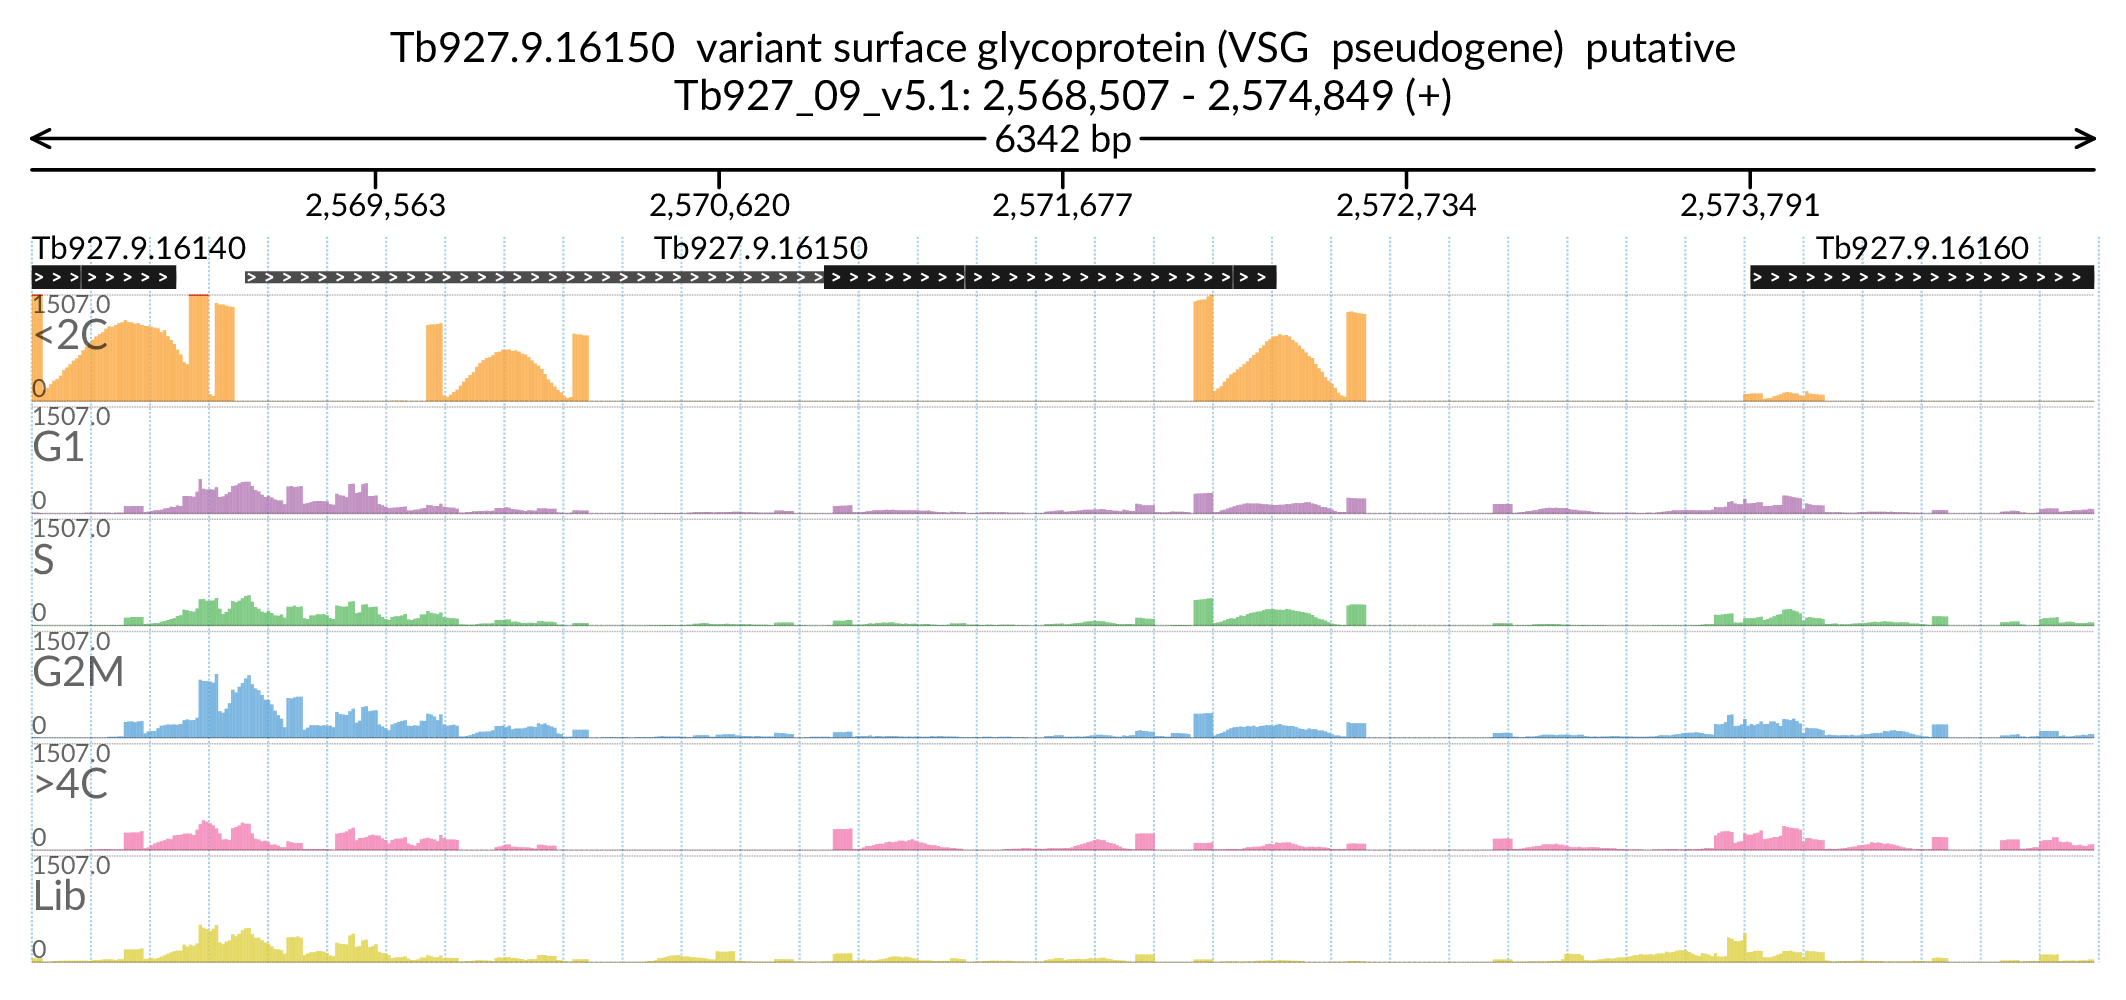 Tb927.9.16150  variant surface glycoprotein (VSG  pseudogene)  putative
Tb927_09_v5.1: 2,568,507 - 2,574,849 (+)
6342 bp
2,569,563 2,570,620 2,571,677 2,572,734 2,573,791
Tb927.9.16140 Tb927.9.16150 Tb927.9.16160
1507.0
<2C
0
1507.0
G1
0
1507.0
S
0
1507.0
G2M
0
1507.0
>4C
0
1507.0
Lib
0